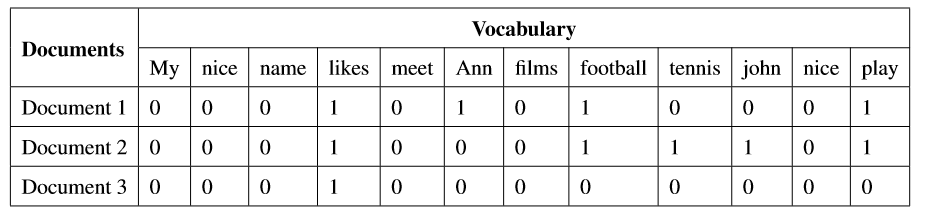 Documents Vocabulary
My nice name likes meet Ann films football tennis john nice play
Document 1 0 0 0 1 0 1 0 1 0 0 0 1
Document 2 0 0 0 1 0 0 0 1 1 1 0 1
Document 3 0 0 0 1 0 0 0 0 0 0 0 0